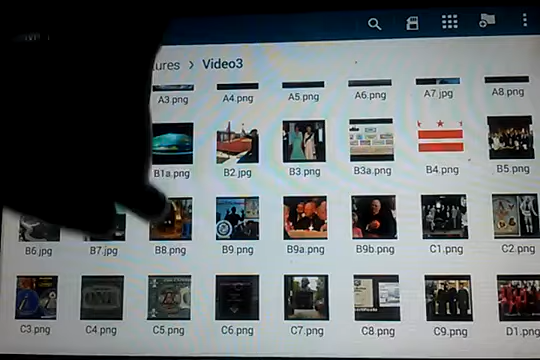 ures > Video3
A3.png A4.png A5.png A6.png A7.jpg A8.png
B1a.png B2.jpg B3.png B3a.png B4.png B5.png
B6.jpg B7.jpg B8.png B9.png B9a.png B9b.png C1.png C2.png
C3.png C4.png C5.png C6.png C7.png C8.png C9.png D1.png